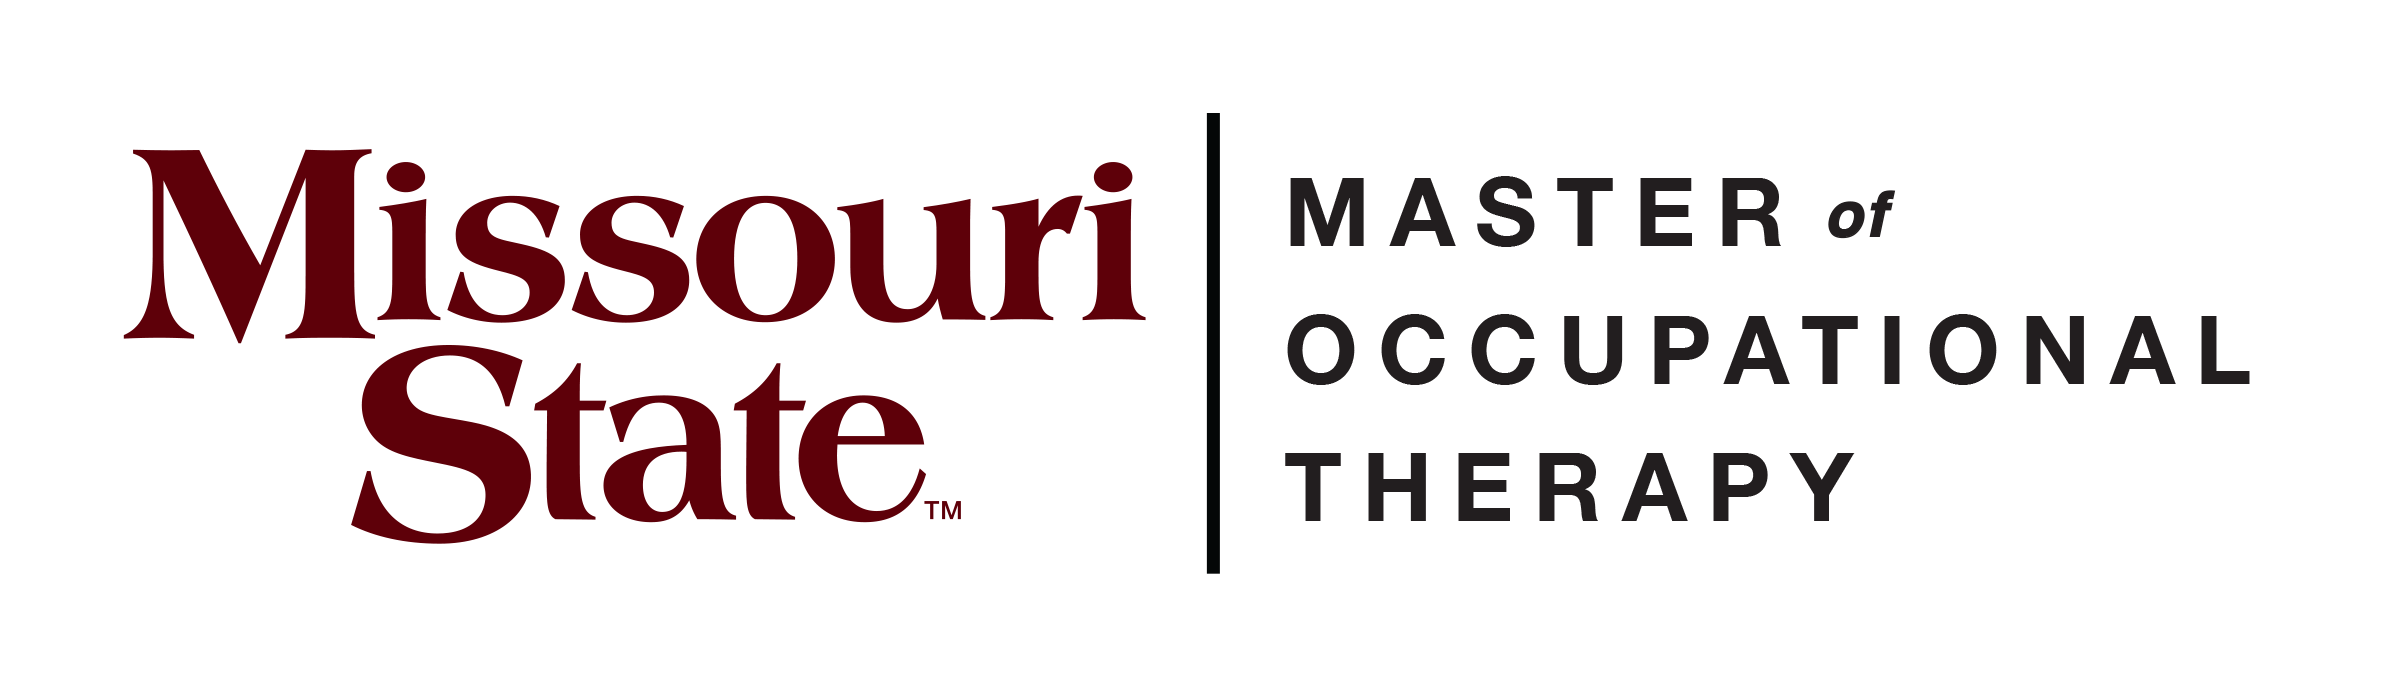 Missouri
State™
MASTER of
OCCUPATIONAL
THERAPY